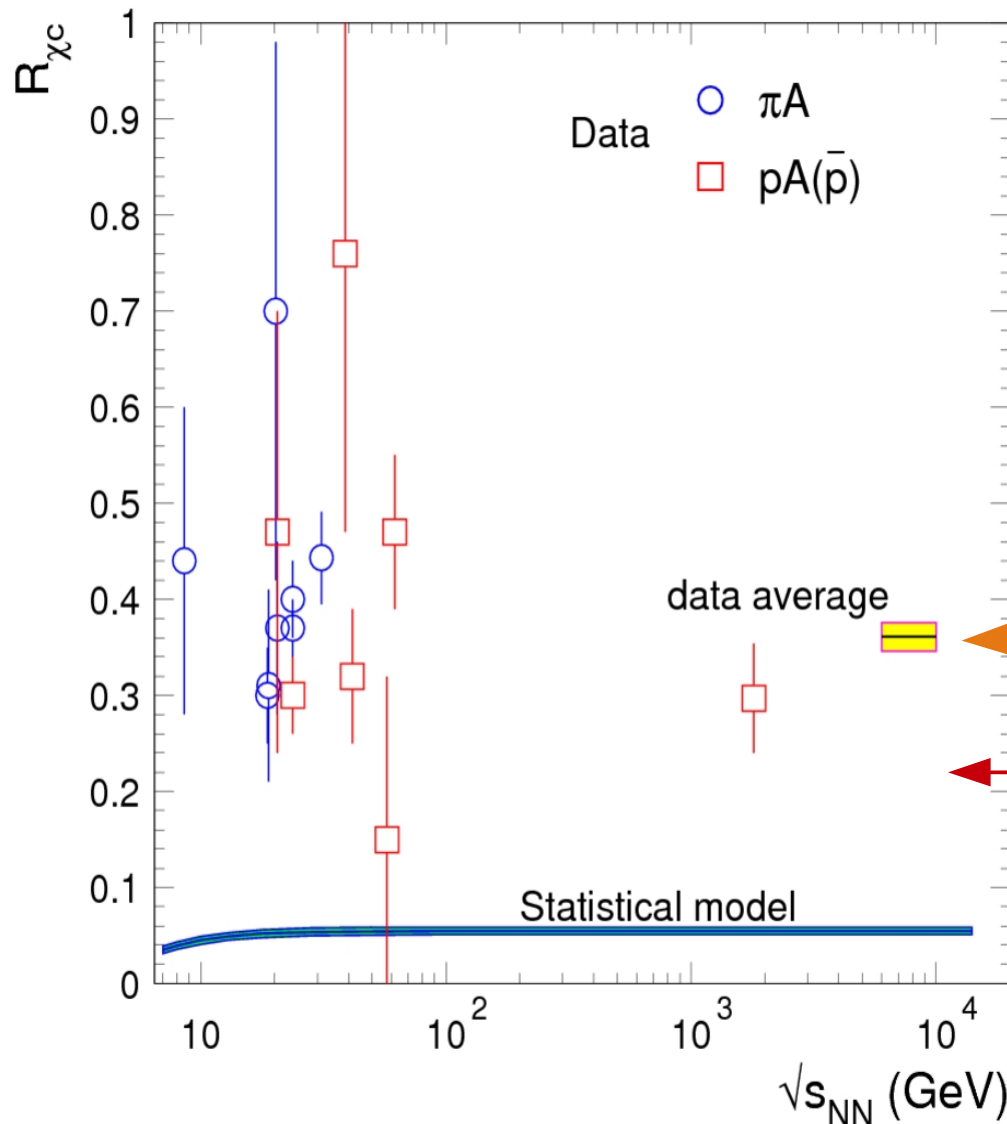 R_χc
1
0.9
0.8
0.7
0.6
0.5
0.4
0.3
0.2
0.1
0
Data
πA
pA(p̄)
data average
Statistical model
10
10^2
10^3
10^4
√s_NN (GeV)